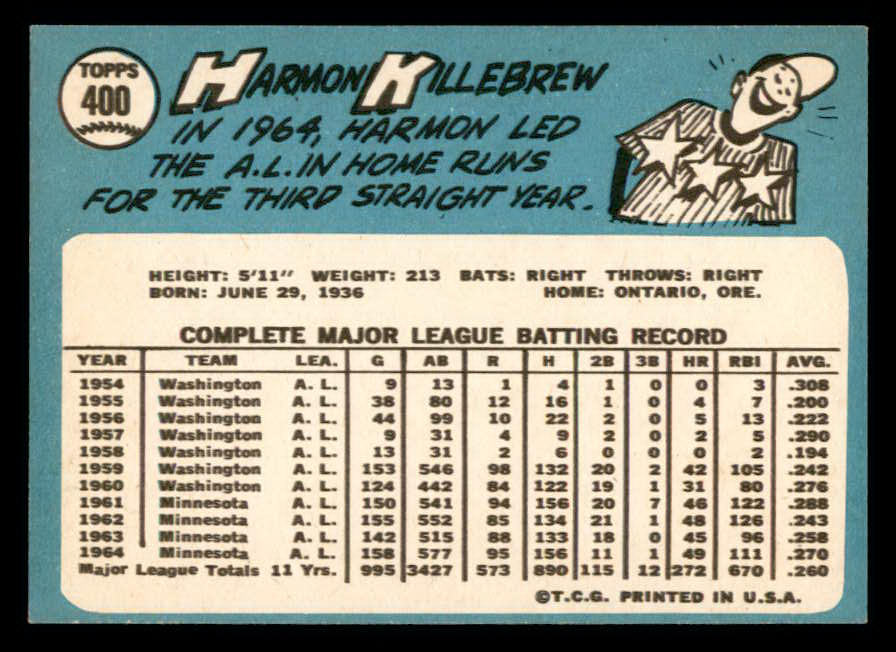 TOPPS
400
HARMON KILLEBREW
IN 1964, HARMON LED
THE A.L. IN HOME RUNS
FOR THE THIRD STRAIGHT YEAR.
HEIGHT: 5'11" WEIGHT: 213 BATS: RIGHT THROWS: RIGHT
BORN: JUNE 29, 1936 HOME: ONTARIO, ORE.
COMPLETE MAJOR LEAGUE BATTING RECORD
YEAR TEAM LEA. G AB R H 2B 3B HR RBI AVG.
1954 Washington A. L. 9 13 1 4 1 0 0 3 .308
1955 Washington A. L. 38 80 12 16 1 0 4 7 .200
1956 Washington A. L. 44 99 10 22 2 0 5 13 .222
1957 Washington A. L. 9 31 4 9 2 0 2 5 .290
1958 Washington A. L. 13 31 2 6 0 0 0 2 .194
1959 Washington A. L. 153 546 98 132 20 2 42 105 .242
1960 Washington A. L. 124 442 84 122 19 1 31 80 .276
1961 Minnesota A. L. 150 541 94 156 20 7 46 122 .288
1962 Minnesota A. L. 155 552 85 134 21 1 48 126 .243
1963 Minnesota A. L. 142 515 88 133 18 0 45 96 .258
1964 Minnesota A. L. 158 577 95 156 11 1 49 111 .270
Major League Totals 11 Yrs. 995 3427 573 890 115 12 272 670 .260
©T.C.G. PRINTED IN U.S.A.